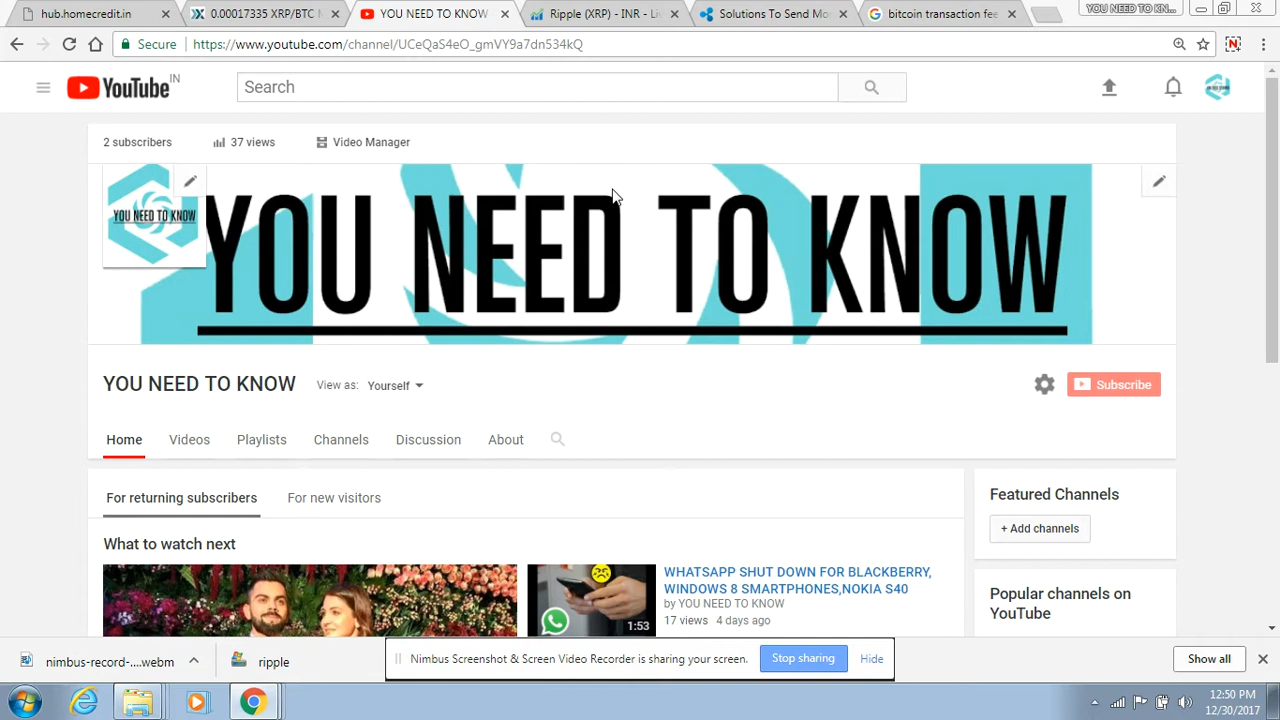 hub.homecredit.in
0.00017335 XRP/BTC M
YOU NEED TO KNOW
Ripple (XRP) - INR - Liv
Solutions To Send Mo
bitcoin transaction fee
YOU NEED TO KN...
Secure
https://www.youtube.com/channel/UCeQaS4eO_gmVY9a7dn534kQ
YouTube IN
Search
2 subscribers
37 views
Video Manager
YOU NEED TO KNOW
YOU NEED TO KNOW
YOU NEED TO KNOW
View as: Yourself
Subscribe
Home
Videos
Playlists
Channels
Discussion
About
For returning subscribers
For new visitors
Featured Channels
+ Add channels
What to watch next
WHATSAPP SHUT DOWN FOR BLACKBERRY,
WINDOWS 8 SMARTPHONES,NOKIA S40
by YOU NEED TO KNOW
17 views 4 days ago
1:53
Popular channels on
YouTube
nimbus-record-....webm
ripple
Nimbus Screenshot & Screen Video Recorder is sharing your screen.
Stop sharing
Hide
Show all
12:50 PM
12/30/2017